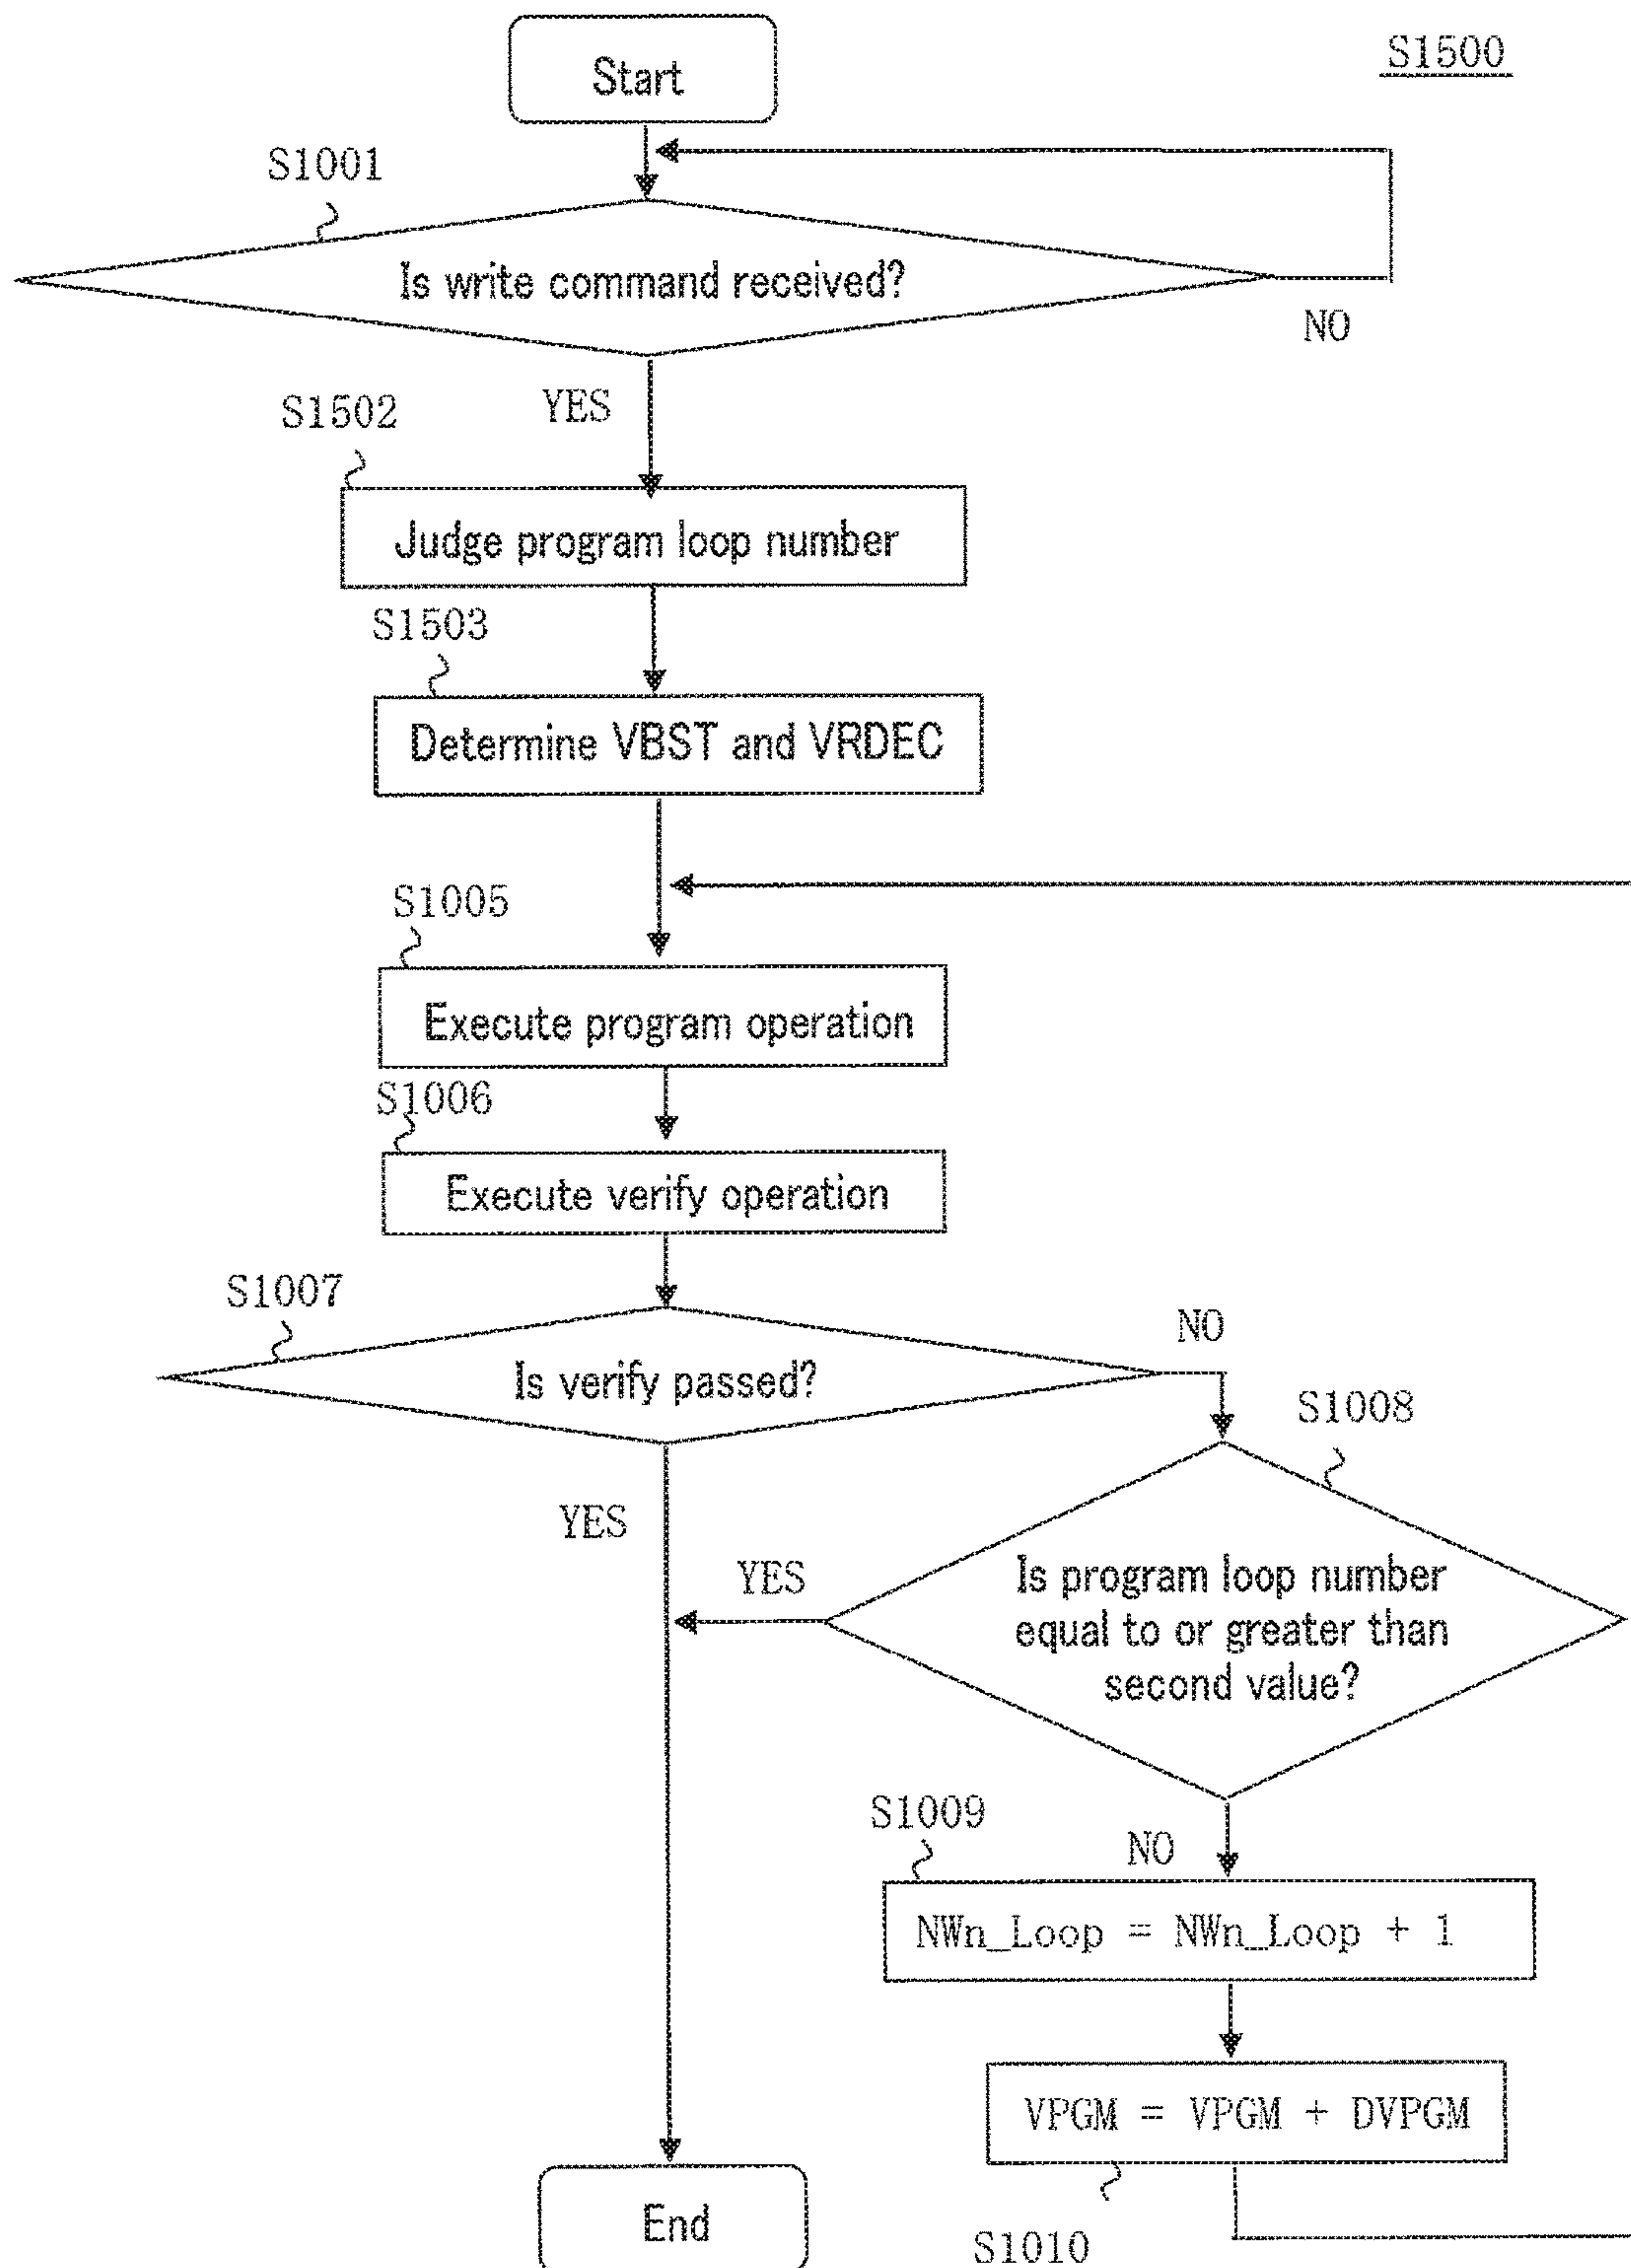 Start
S1500
S1001
Is write command received?
NO
S1502
YES
Judge program loop number
S1503
Determine VBST and VRDEC
S1005
Execute program operation
S1006
Execute verify operation
S1007
NO
Is verify passed?
S1008
YES
YES
Is program loop number
equal to or greater than
second value?
S1009
NO
NWn_Loop = NWn_Loop + 1
VPGM = VPGM + DVPGM
End
S1010